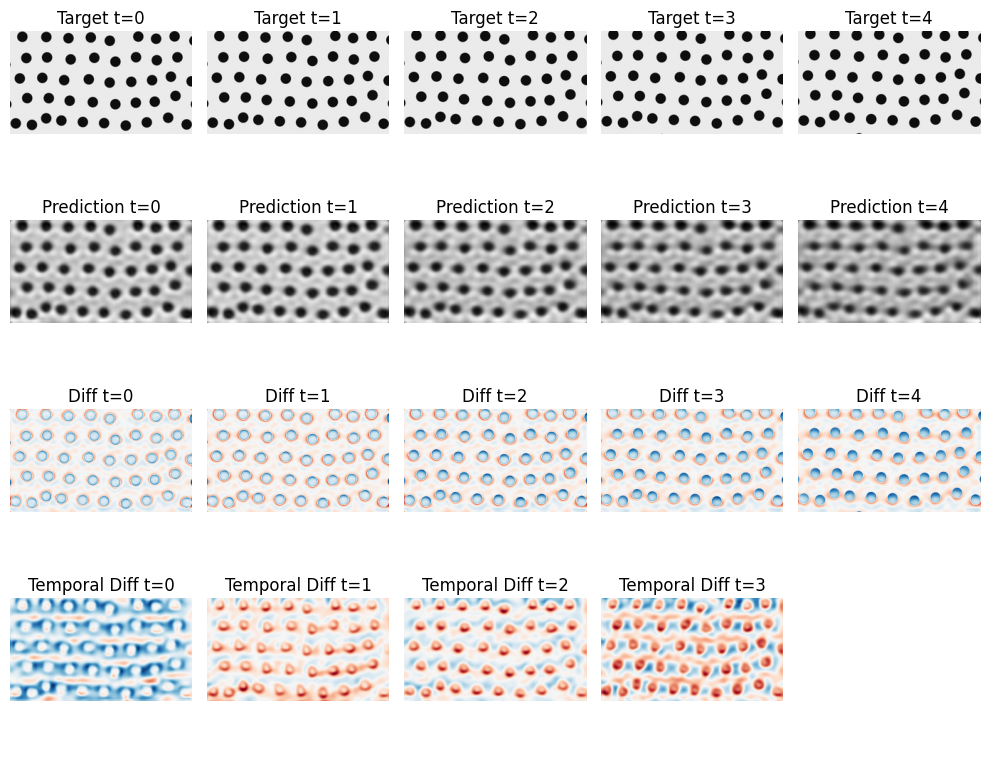 Target t=0 Target t=1 Target t=2 Target t=3 Target t=4
Prediction t=0 Prediction t=1 Prediction t=2 Prediction t=3 Prediction t=4
Diff t=0 Diff t=1 Diff t=2 Diff t=3 Diff t=4
Temporal Diff t=0 Temporal Diff t=1 Temporal Diff t=2 Temporal Diff t=3